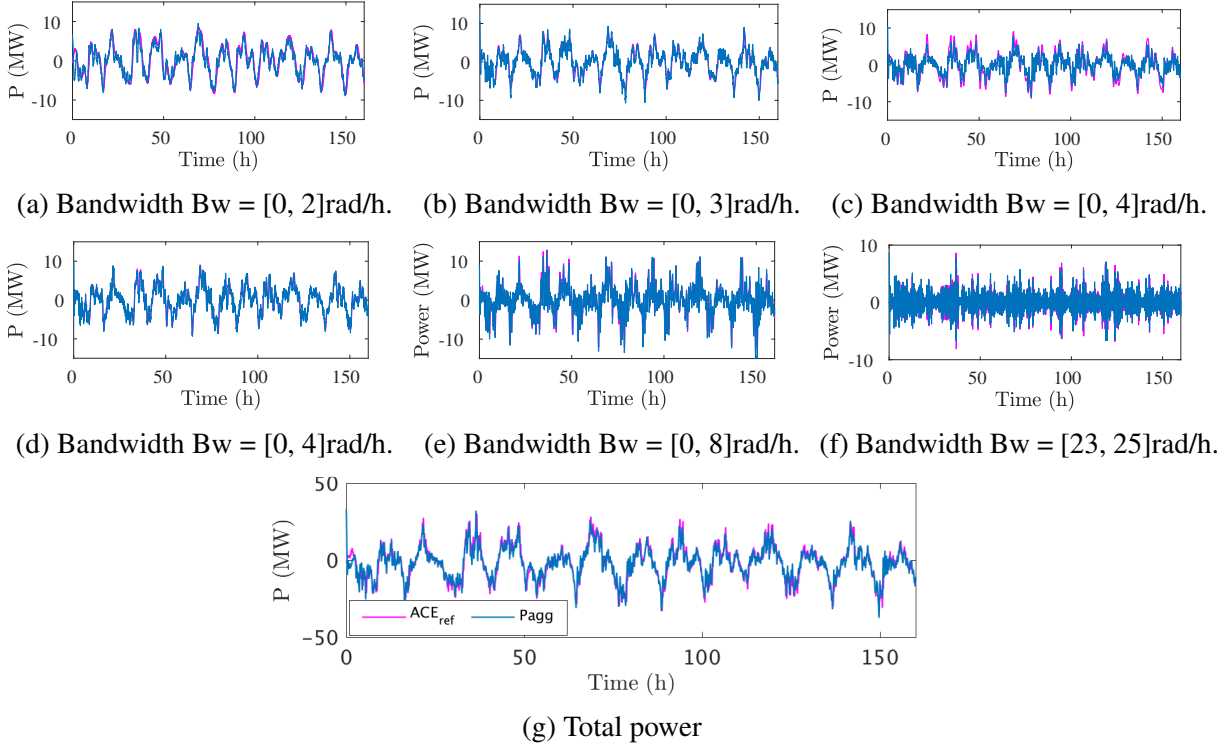 P (MW)
10
0
-10
0
50
100
150
Time (h)
(a) Bandwidth Bw = [0, 2]rad/h.
P (MW)
10
0
-10
0
50
100
150
Time (h)
(b) Bandwidth Bw = [0, 3]rad/h.
P (MW)
10
0
-10
0
50
100
150
Time (h)
(c) Bandwidth Bw = [0, 4]rad/h.
P (MW)
10
0
-10
0
50
100
150
Time (h)
(d) Bandwidth Bw = [0, 4]rad/h.
Power (MW)
10
0
-10
0
50
100
150
Time (h)
(e) Bandwidth Bw = [0, 8]rad/h.
Power (MW)
10
0
-10
0
50
100
150
Time (h)
(f) Bandwidth Bw = [23, 25]rad/h.
P (MW)
50
0
−50
ACE_ref Pagg
0
50
100
150
Time (h)
(g) Total power